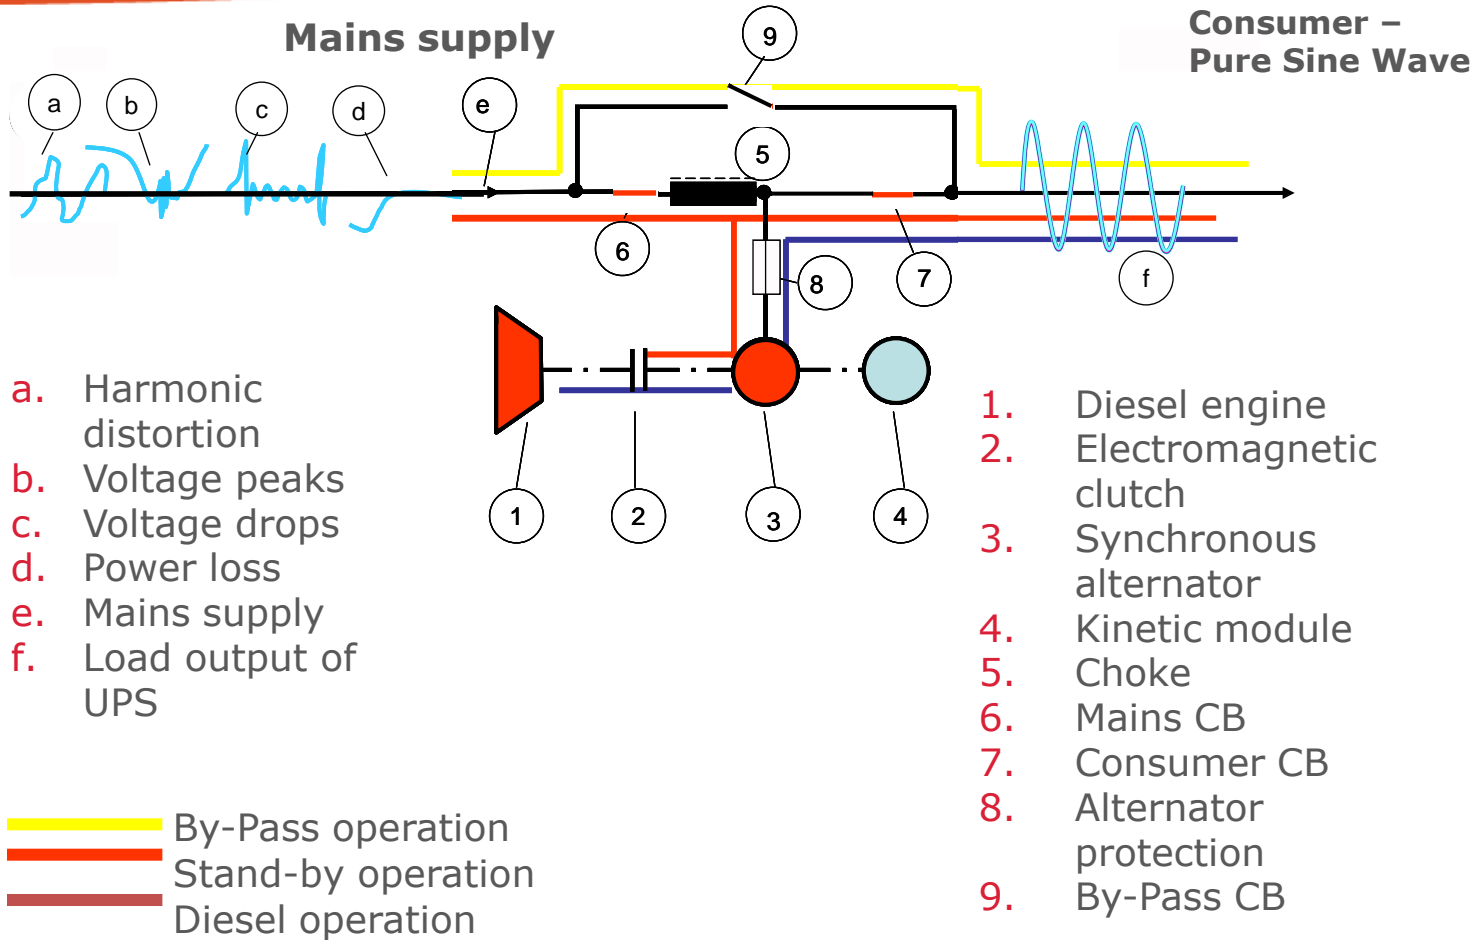 Mains supply
Consumer –
Pure Sine Wave
9
a
b
c
d
e
5
6
8
7
f
1
2
3
4
a. Harmonic
distortion
b. Voltage peaks
c. Voltage drops
d. Power loss
e. Mains supply
f. Load output of
UPS
1. Diesel engine
2. Electromagnetic
clutch
3. Synchronous
alternator
4. Kinetic module
5. Choke
6. Mains CB
7. Consumer CB
8. Alternator
protection
9. By-Pass CB
By-Pass operation
Stand-by operation
Diesel operation